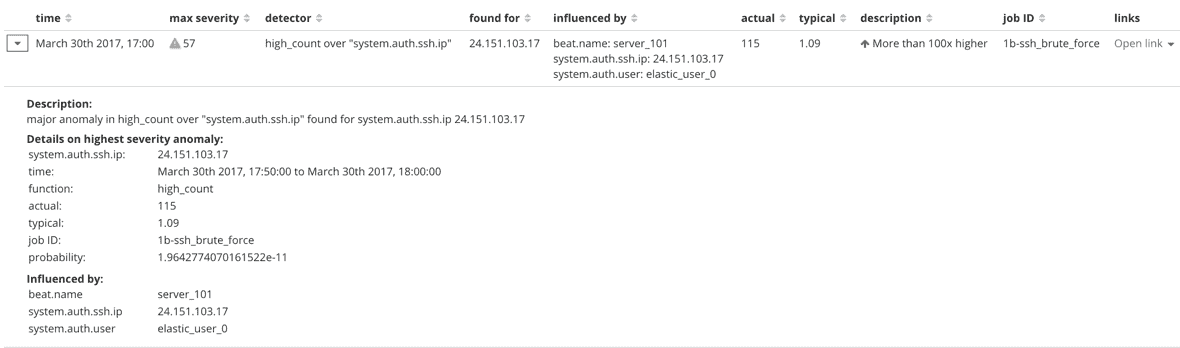 time max severity detector found for influenced by actual typical description job ID links
March 30th 2017, 17:00 57 high_count over "system.auth.ssh.ip" 24.151.103.17 beat.name: server_101 115 1.09 More than 100x higher 1b-ssh_brute_force Open link
system.auth.ssh.ip: 24.151.103.17
system.auth.user: elastic_user_0
Description:
major anomaly in high_count over "system.auth.ssh.ip" found for system.auth.ssh.ip 24.151.103.17
Details on highest severity anomaly:
system.auth.ssh.ip: 24.151.103.17
time: March 30th 2017, 17:50:00 to March 30th 2017, 18:00:00
function: high_count
actual: 115
typical: 1.09
job ID: 1b-ssh_brute_force
probability: 1.9642774070161522e-11
Influenced by:
beat.name server_101
system.auth.ssh.ip 24.151.103.17
system.auth.user elastic_user_0